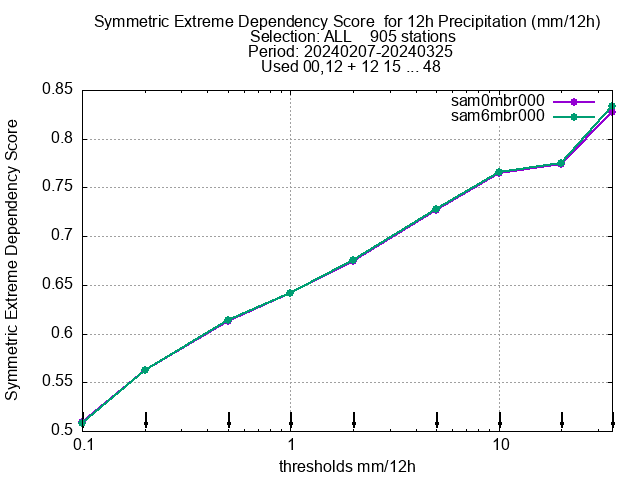 Symmetric Extreme Dependency Score  for 12h Precipitation (mm/12h)
Selection: ALL    905 stations
Period: 20240207-20240325
Used 00,12 + 12 15 ... 48
sam0mbr000
sam6mbr000
Symmetric Extreme Dependency Score
0.85
0.8
0.75
0.7
0.65
0.6
0.55
0.5
0.1 1 10
thresholds mm/12h